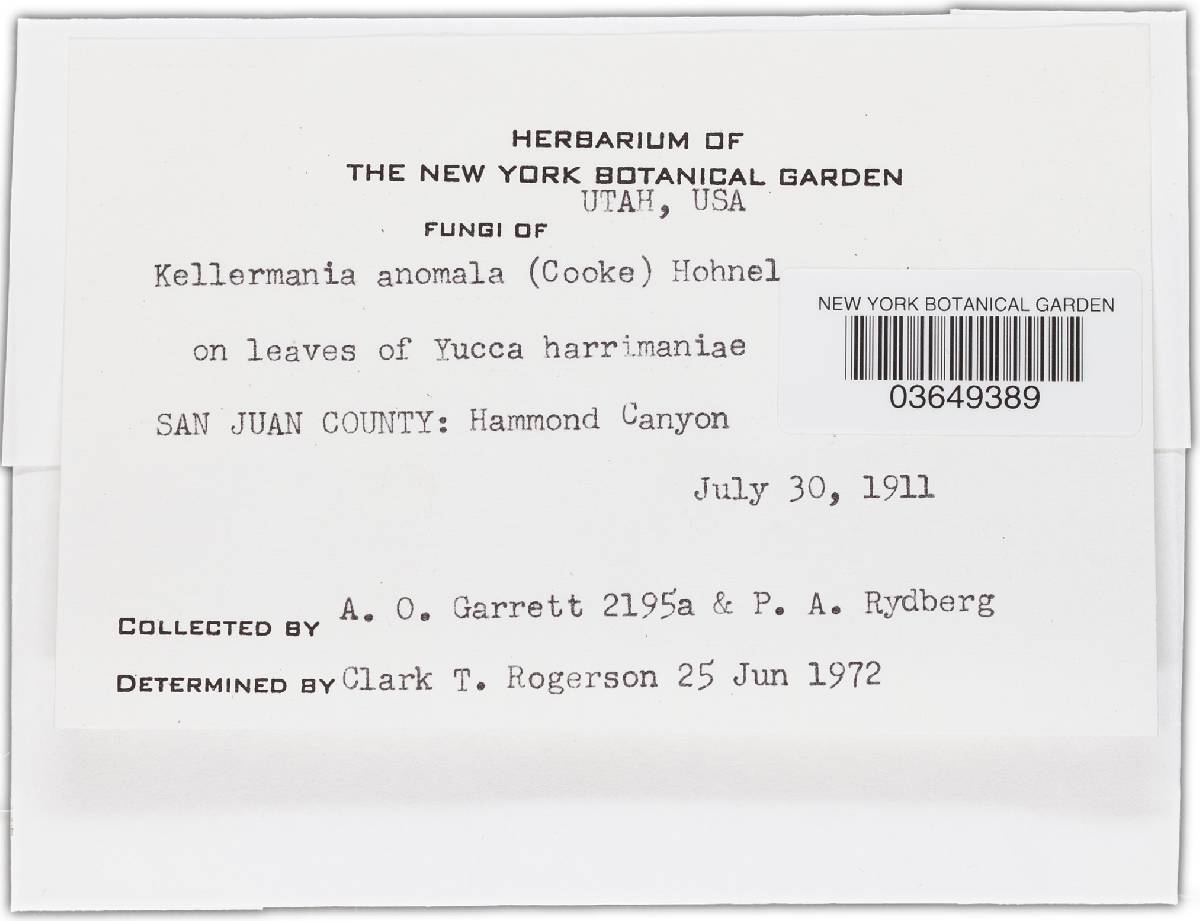 HERBARIUM OF
THE NEW YORK BOTANICAL GARDEN
UTAH, USA
FUNGI OF
Kellermania anomala (Cooke) Hohnel
NEW YORK BOTANICAL GARDEN
03649389
on leaves of Yucca harrimaniae
SAN JUAN COUNTY: Hammond Canyon
July 30, 1911
COLLECTED BY A. O. Garrett 2195a & P. A. Rydberg
DETERMINED BY Clark T. Rogerson 25 Jun 1972